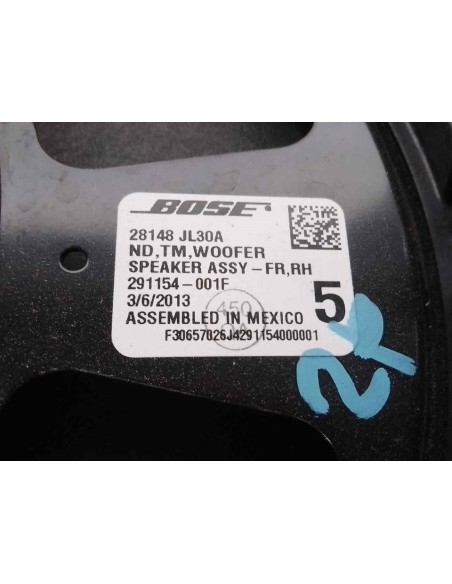 BOSE
28148 JL30A
ND,TM,WOOFER
SPEAKER ASSY-FR,RH
291154-001F
3/6/2013
450
5
ASSEMBLED IN MEXICO
F30657026J4291154000001